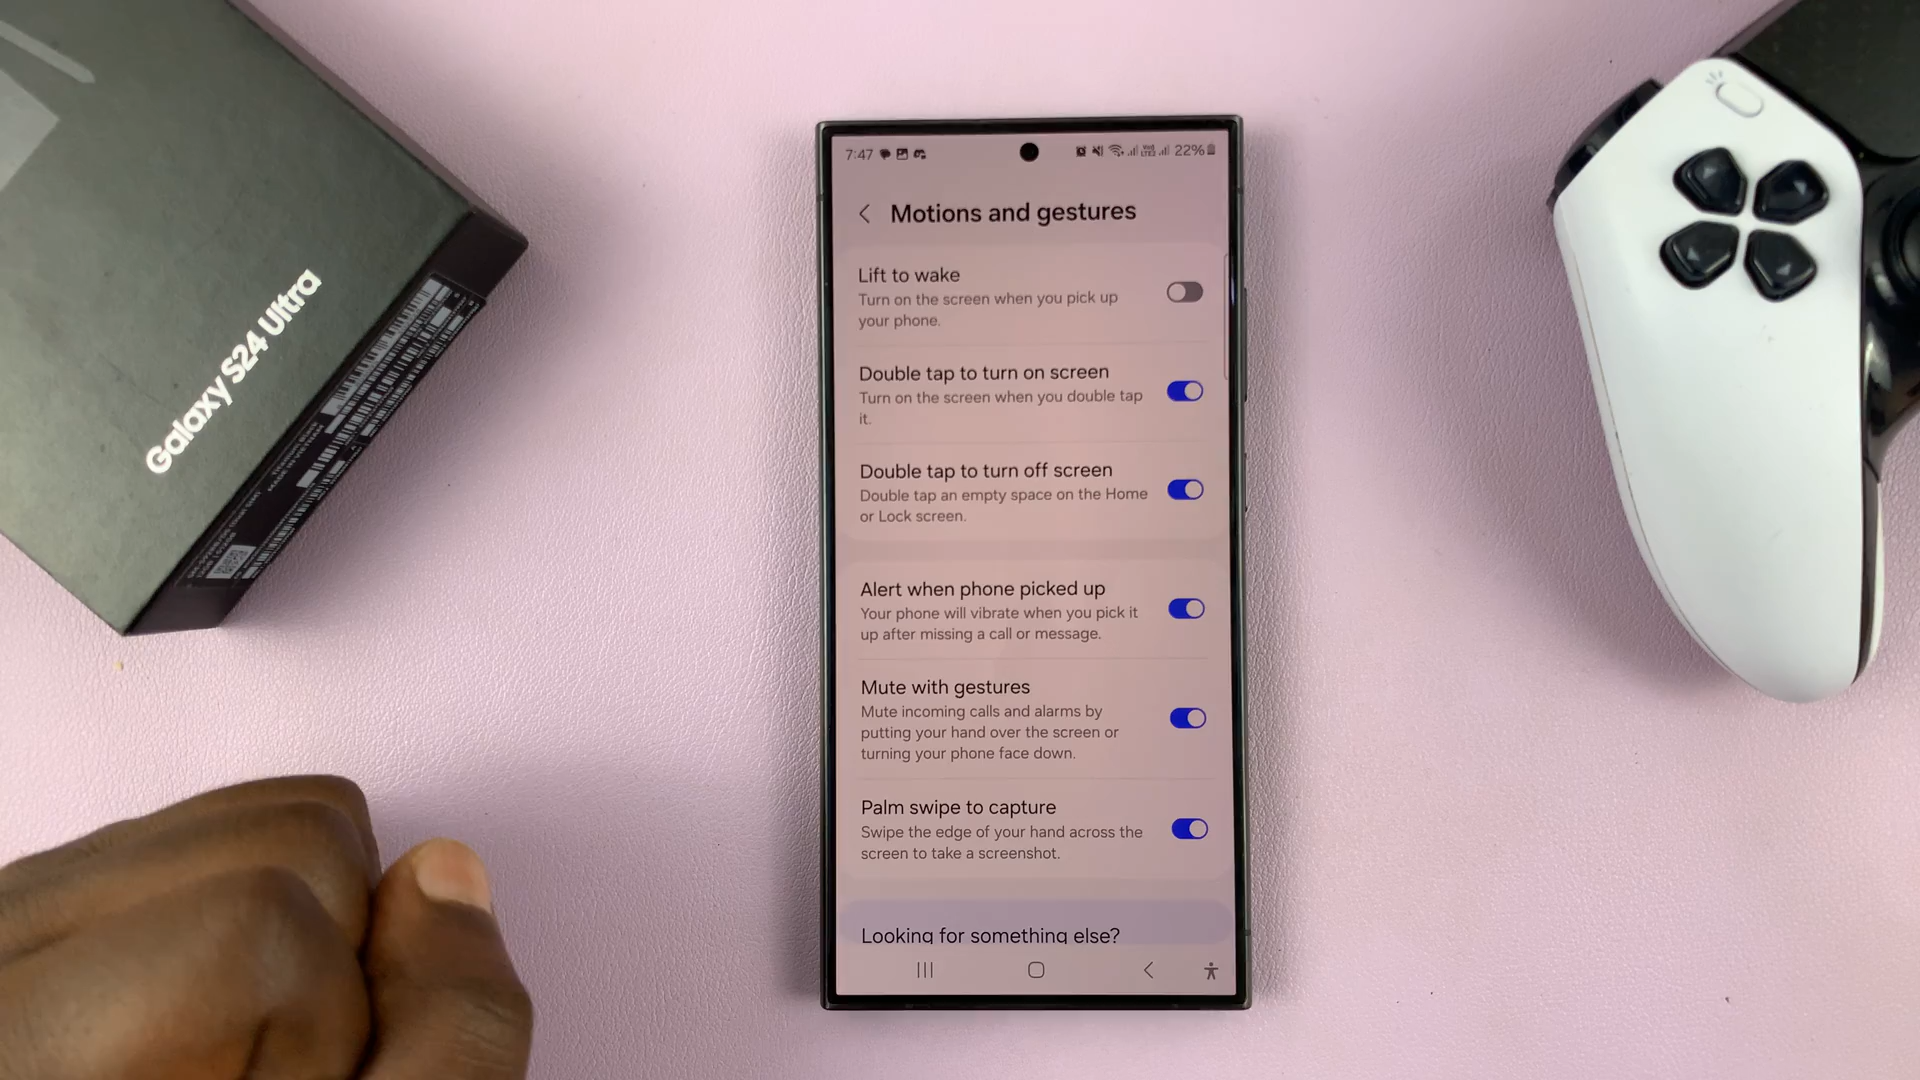 Galaxy S24 Ultra
MADE IN VIETNAM
7:47
22%
Motions and gestures
Lift to wake
Turn on the screen when you pick up
your phone.
Double tap to turn on screen
Turn on the screen when you double tap
it.
Double tap to turn off screen
Double tap an empty space on the Home
or Lock screen.
Alert when phone picked up
Your phone will vibrate when you pick it
up after missing a call or message.
Mute with gestures
Mute incoming calls and alarms by
putting your hand over the screen or
turning your phone face down.
Palm swipe to capture
Swipe the edge of your hand across the
screen to take a screenshot.
Looking for something else?